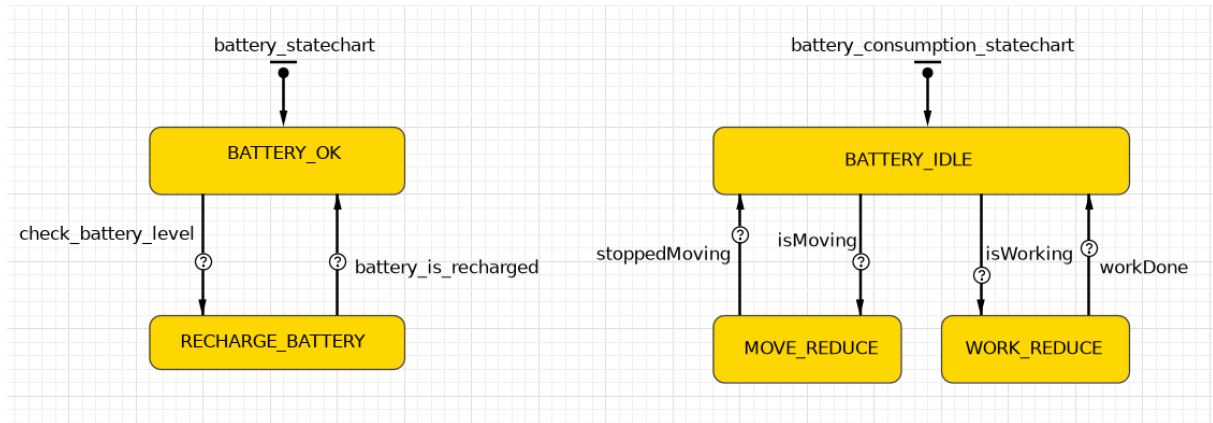 battery_statechart
BATTERY_OK
check_battery_level
?
?
battery_is_recharged
RECHARGE_BATTERY
battery_consumption_statechart
BATTERY_IDLE
stoppedMoving
?
isMoving
?
isWorking
?
?
workDone
MOVE_REDUCE
WORK_REDUCE